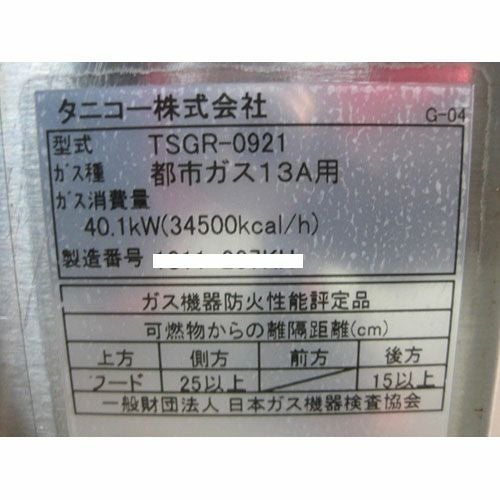 タニコー株式会社
G-04
型式 TSGR-0921
ガス種 都市ガス13A用
ガス消費量
40.1kW(34500kcal/h)
製造番号
ガス機器防火性能評定品
可燃物からの離隔距離(cm)
上方 側方 前方 後方
フード 25以上 15以上
一般財団法人 日本ガス機器検査協会